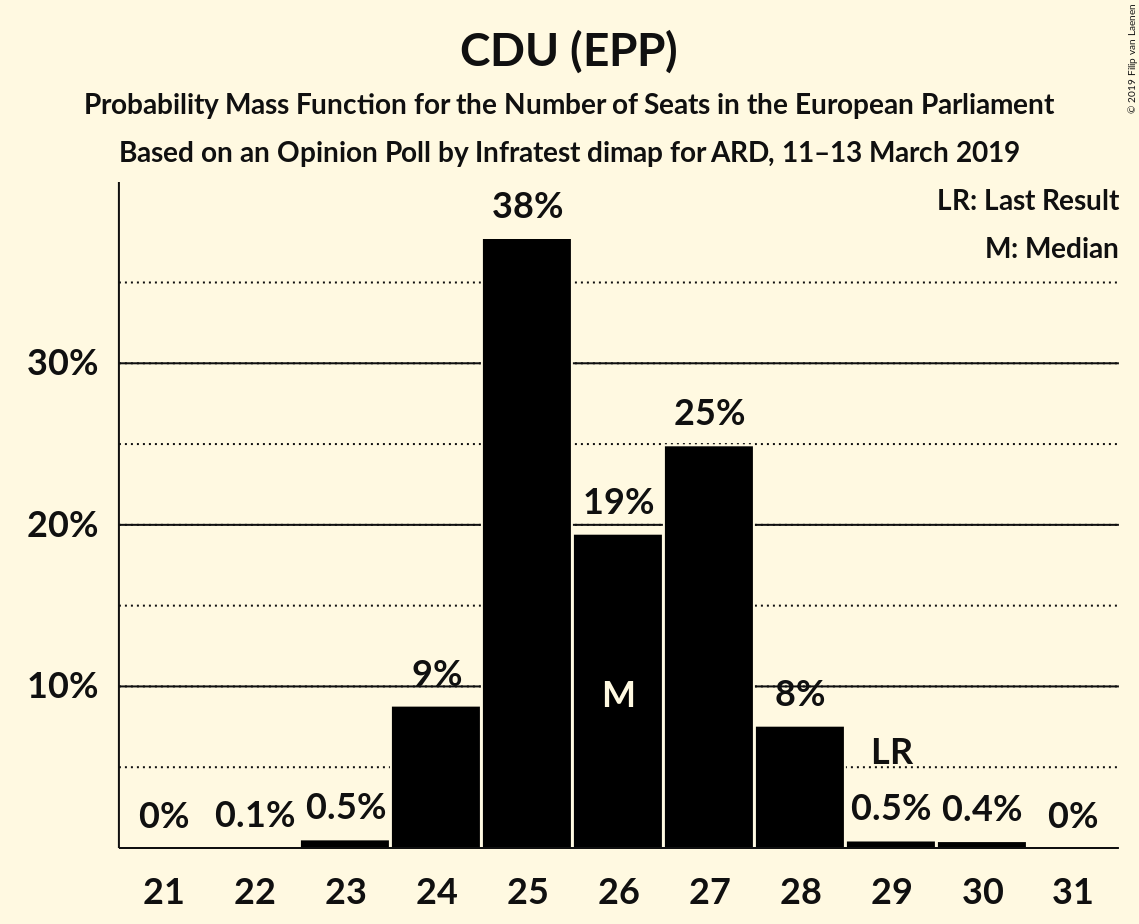 CDU (EPP)
Probability Mass Function for the Number of Seats in the European Parliament
Based on an Opinion Poll by Infratest dimap for ARD, 11–13 March 2019
© 2019 Filip van Laenen
LR: Last Result
M: Median
38%
30%
25%
19%
20%
9%
10%
M
8%
LR
0%
0.1%
0.5%
0.5%
0.4%
0%
21 22 23 24 25 26 27 28 29 30 31